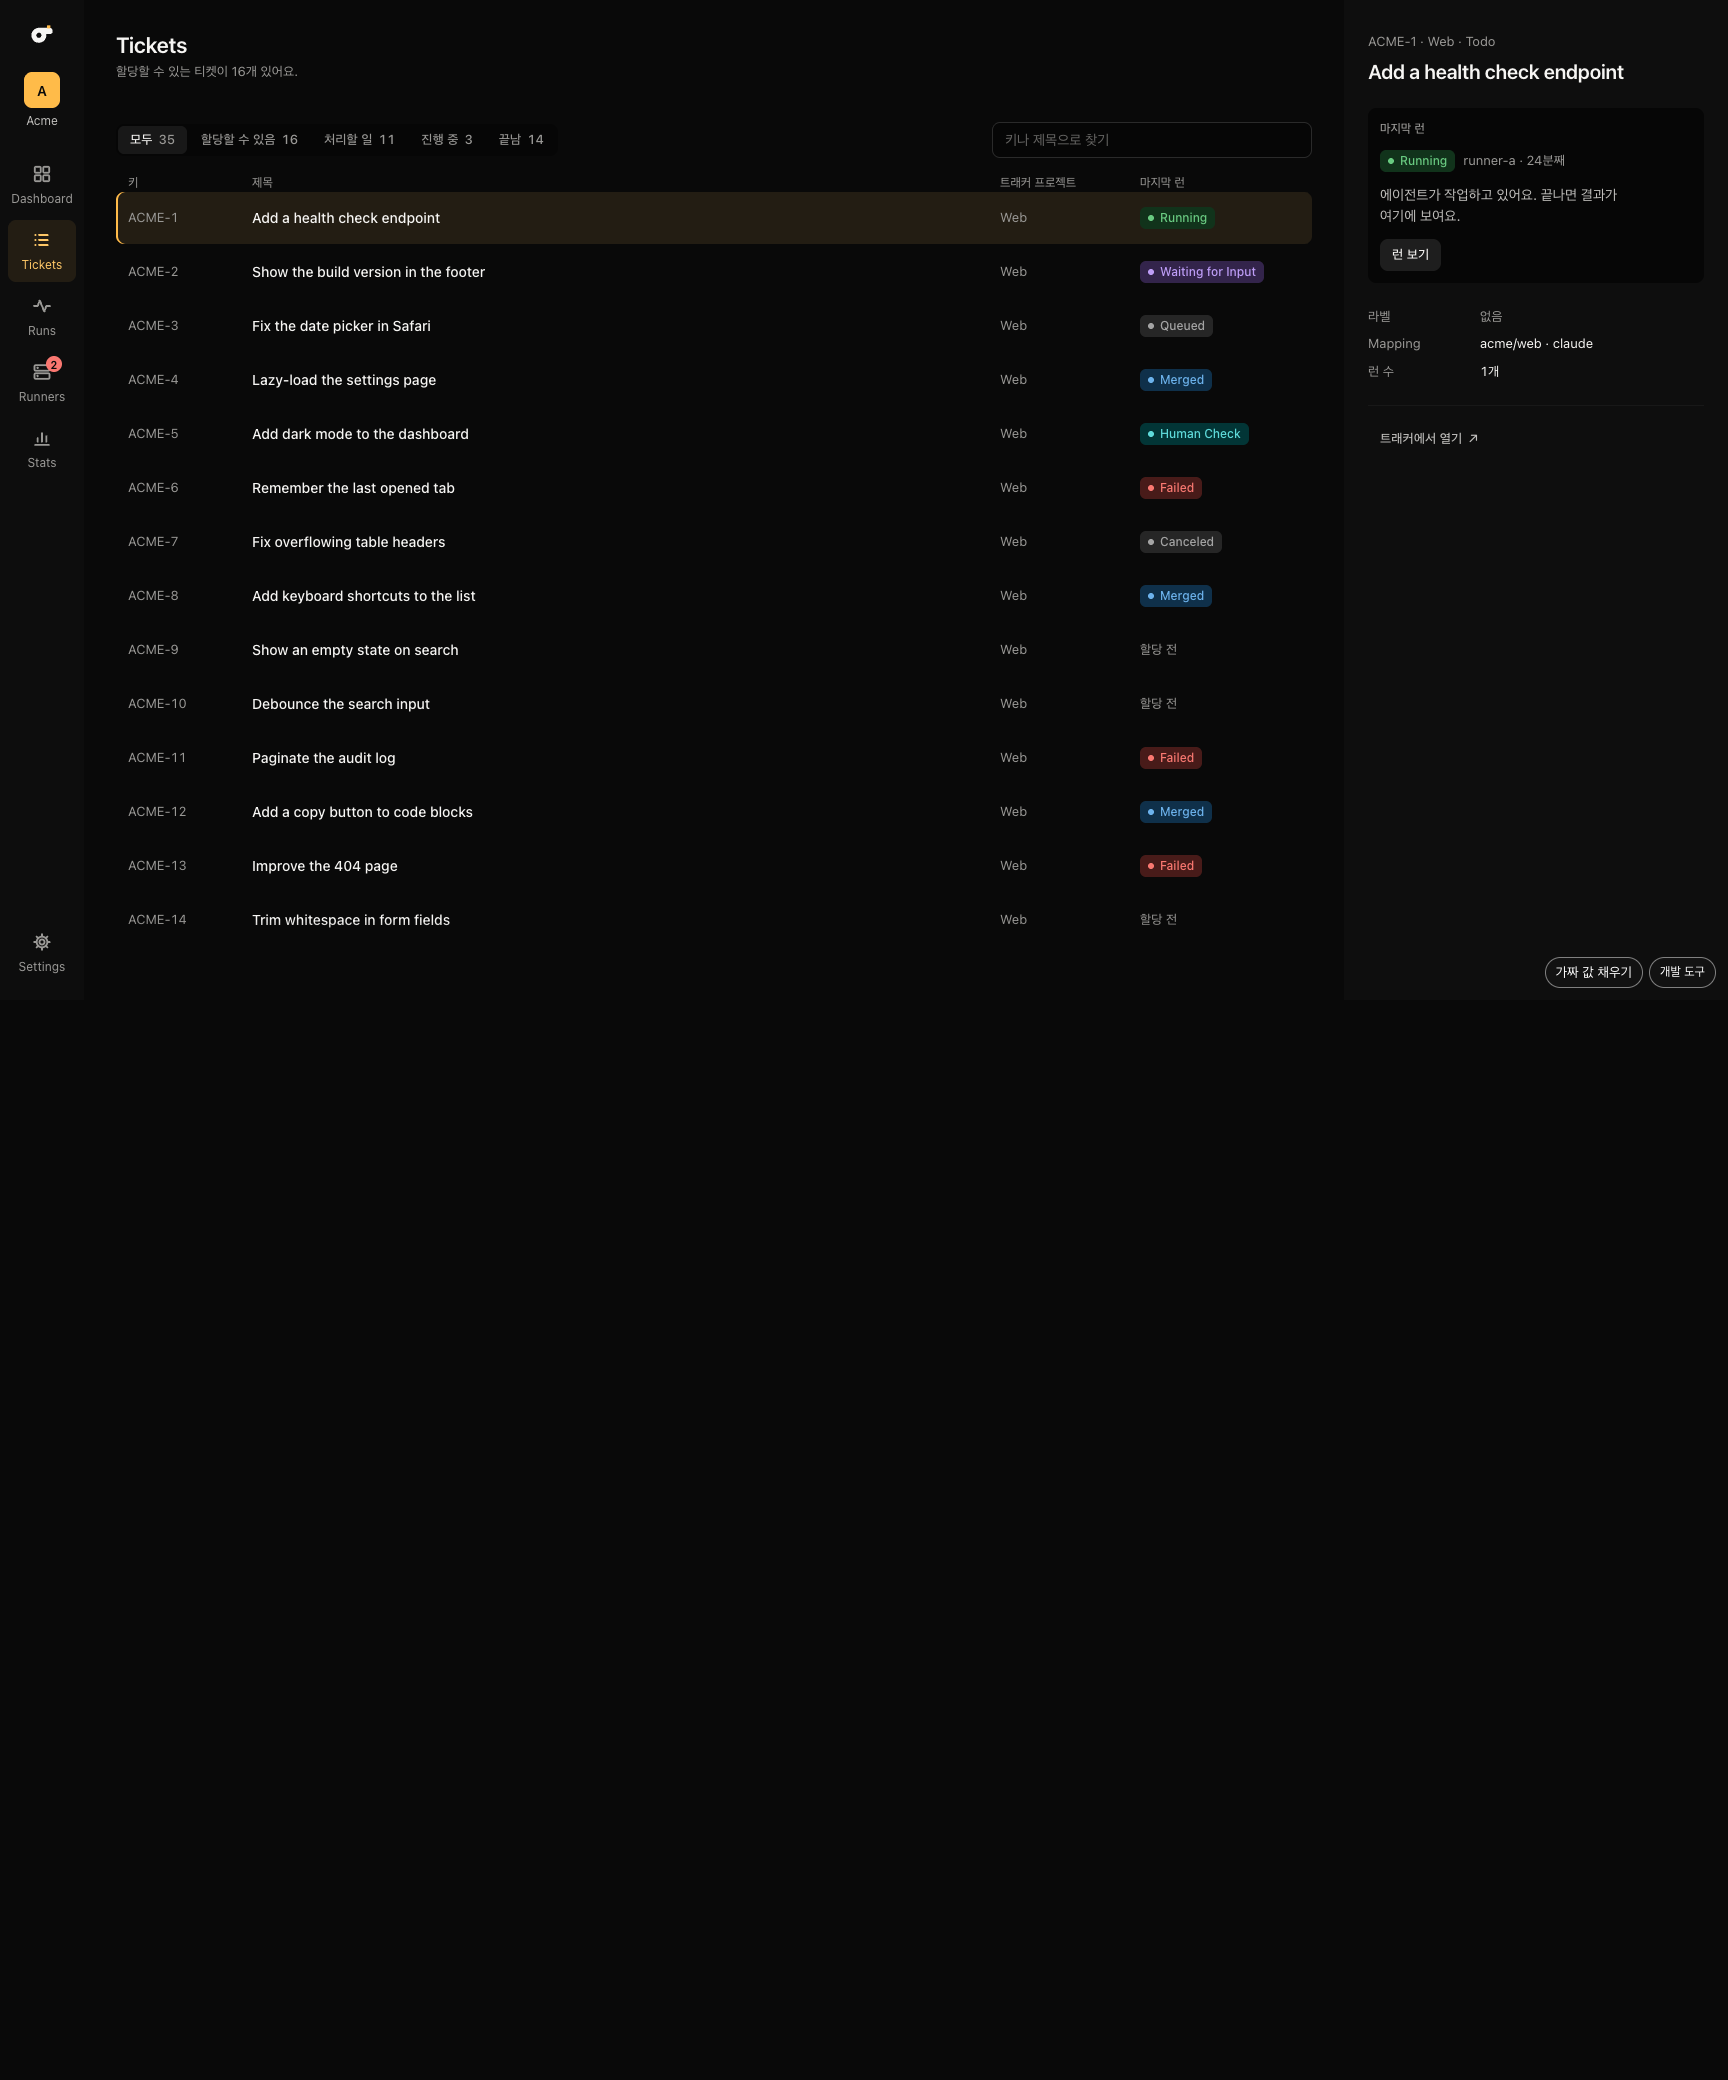 A
Acme
Dashboard
Tickets
Runs
2
Runners
Stats
Settings
Tickets
할당할 수 있는 티켓이 16개 있어요.
모두 35 할당할 수 있음 16 처리할 일 11 진행 중 3 끝남 14
키나 제목으로 찾기
키 제목 트래커 프로젝트 마지막 런
ACME-1 Add a health check endpoint Web Running
ACME-2 Show the build version in the footer Web Waiting for Input
ACME-3 Fix the date picker in Safari Web Queued
ACME-4 Lazy-load the settings page Web Merged
ACME-5 Add dark mode to the dashboard Web Human Check
ACME-6 Remember the last opened tab Web Failed
ACME-7 Fix overflowing table headers Web Canceled
ACME-8 Add keyboard shortcuts to the list Web Merged
ACME-9 Show an empty state on search Web 할당 전
ACME-10 Debounce the search input Web 할당 전
ACME-11 Paginate the audit log Web Failed
ACME-12 Add a copy button to code blocks Web Merged
ACME-13 Improve the 404 page Web Failed
ACME-14 Trim whitespace in form fields Web 할당 전
ACME-1 · Web · Todo
Add a health check endpoint
마지막 런
Running runner-a · 24분째
에이전트가 작업하고 있어요. 끝나면 결과가
여기에 보여요.
런 보기
라벨 없음
Mapping acme/web · claude
런 수 1개
트래커에서 열기 ↗
가짜 값 채우기 개발 도구